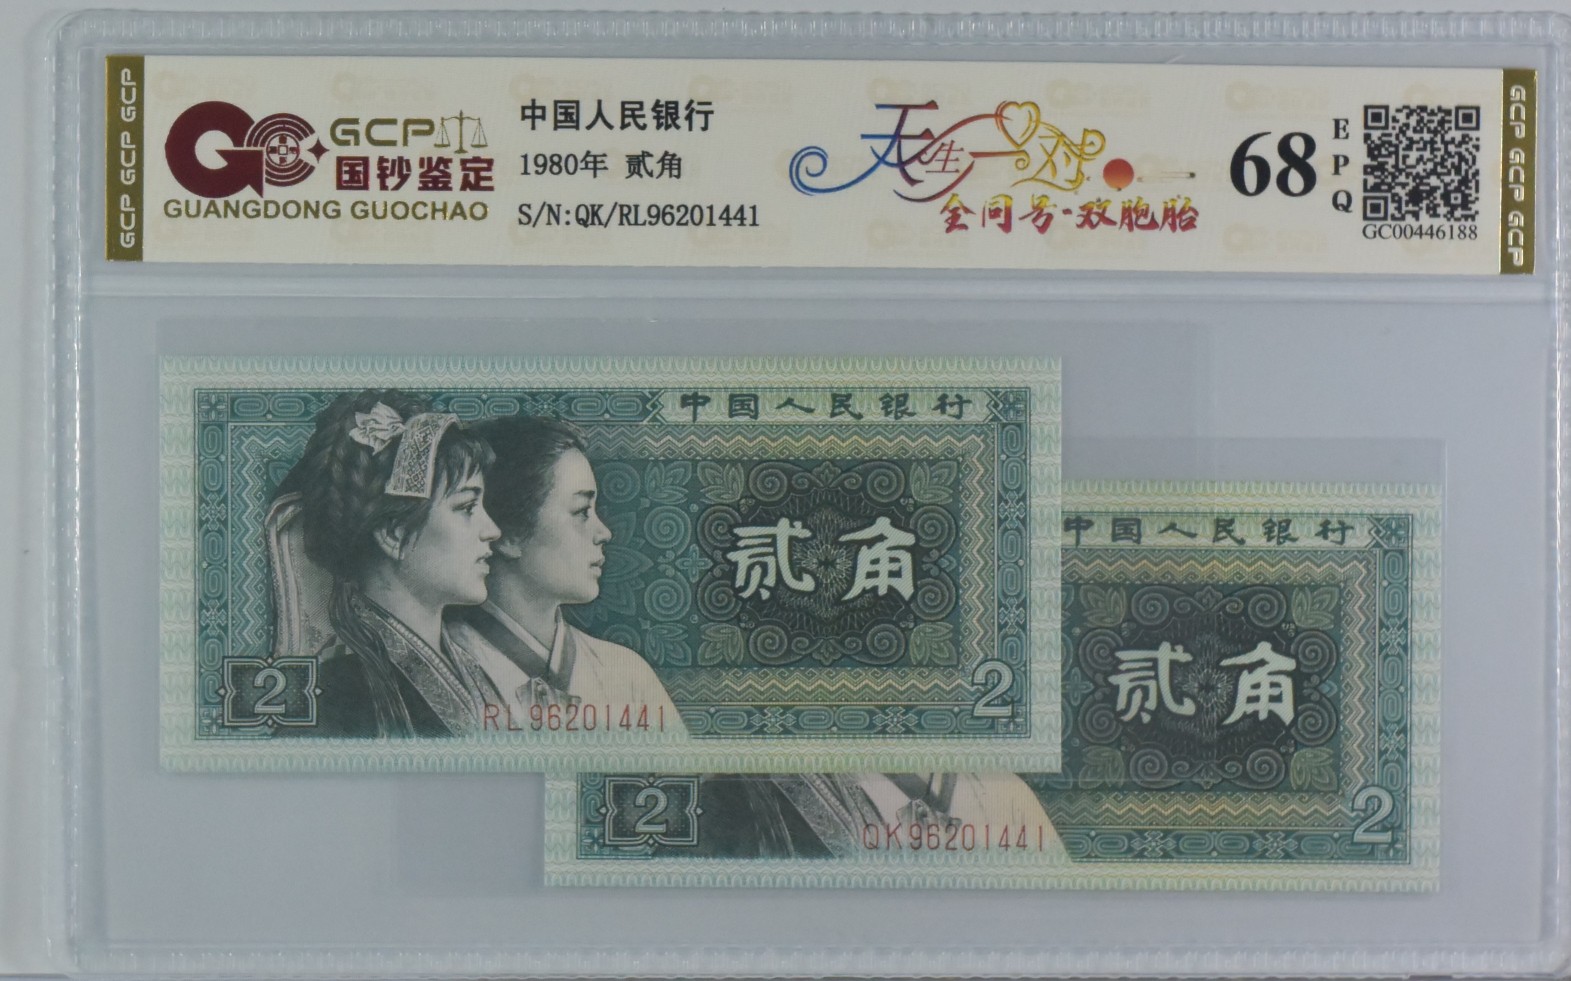 GCP GCP GCP
GCP
国钞鉴定
GUANGDONG GUOCHAO
中国人民银行
1980年 贰角
S/N:QK/RL96201441
天生一对
全同号-双胞胎
68
EPQ
GC00446188
GCP GCP GCP
中国人民银行
贰角
2
2
RL96201441
中国人民银行
贰角
2
2
QK96201441